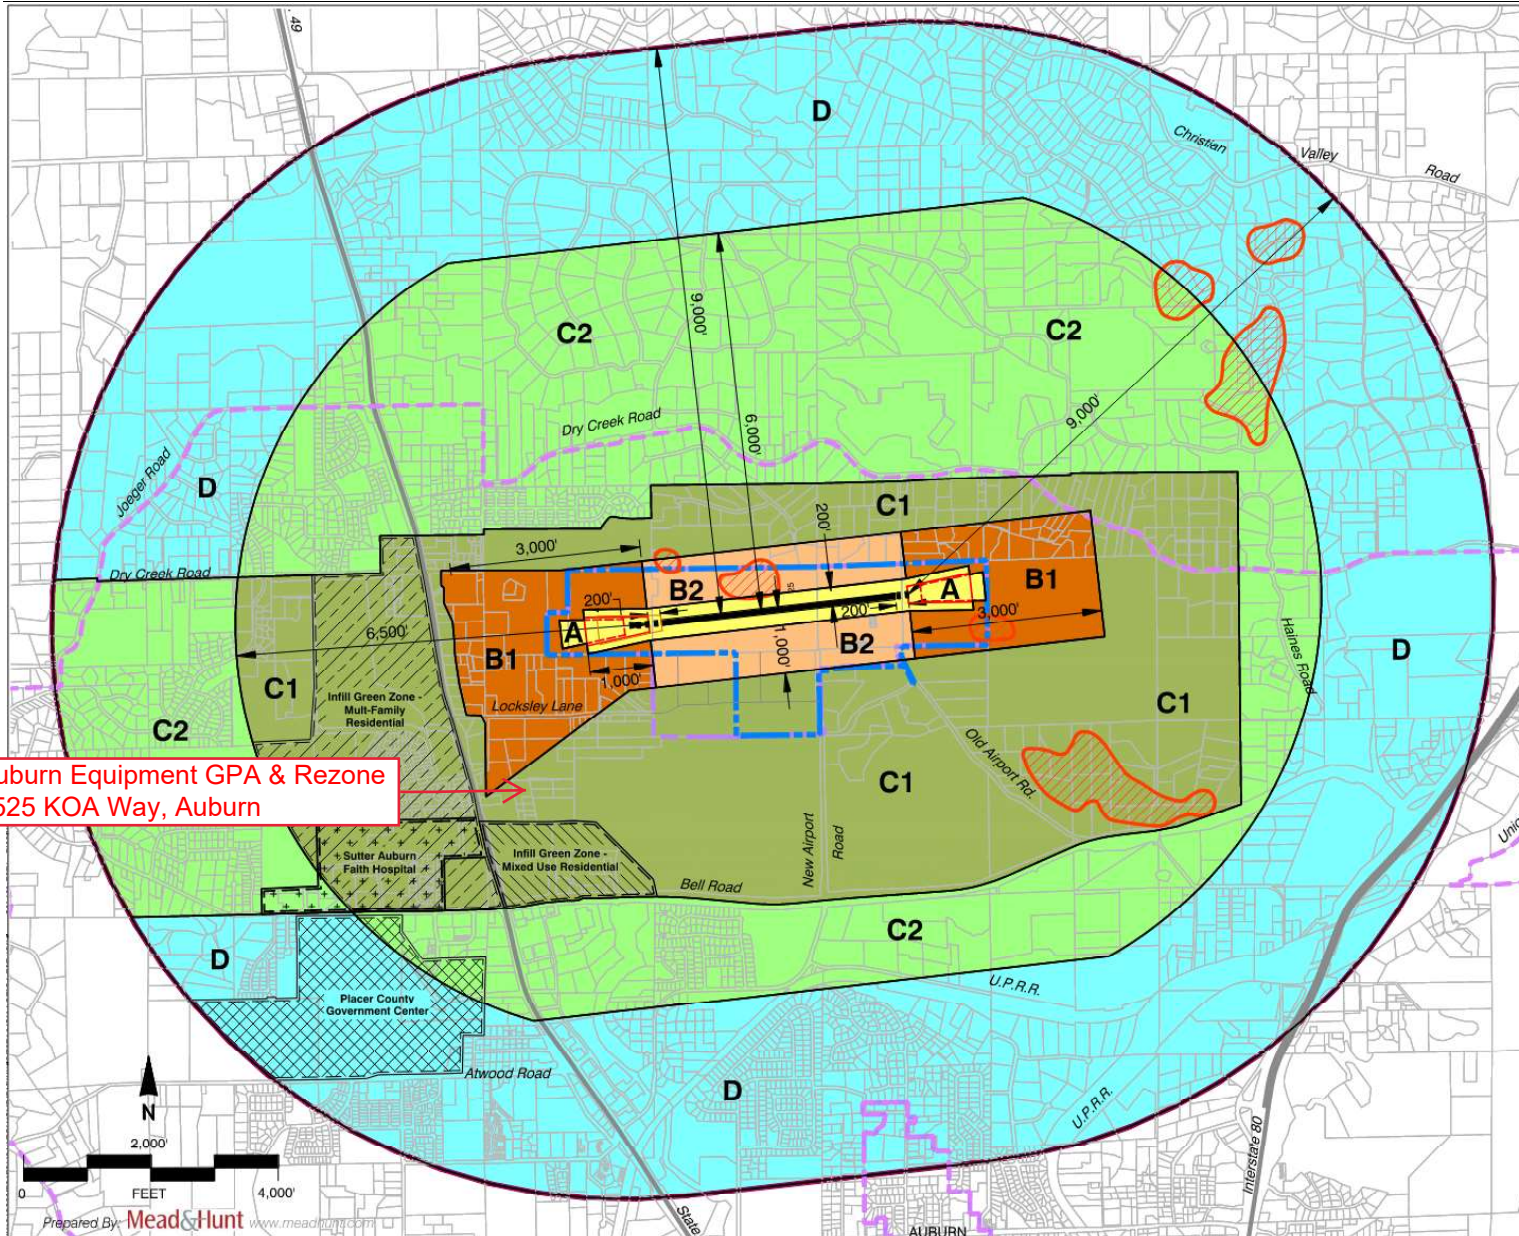 . 49
D
Christian
Valley
Road
C2
C2
9,000'
6,000'
9,000'
Dry Creek Road
Joeger Road
D
C1
200'
3,000'
Dry Creek Road
B2
A
B1
200'
200'
3,000'
6,500'
A
B1
B2
1,000'
1,000'
Haines Road
D
C1
Infill Green Zone -
Mult-Family
Residential
Locksley Lane
C1
C2
Old Airport Rd.
uburn Equipment GPA & Rezone
525 KOA Way, Auburn
C1
New Airport
Road
Sutter Auburn
Faith Hospital
Infill Green Zone -
Mixed Use Residential
Bell Road
C2
D
U.P.R.R.
Placer County
Government Center
Atwood Road
D
U.P.R.R.
N
2,000'
0
FEET
4,000'
Interstate 80
Prepared By: Mead&Hunt www.meadhunt.com
State
AUBURN